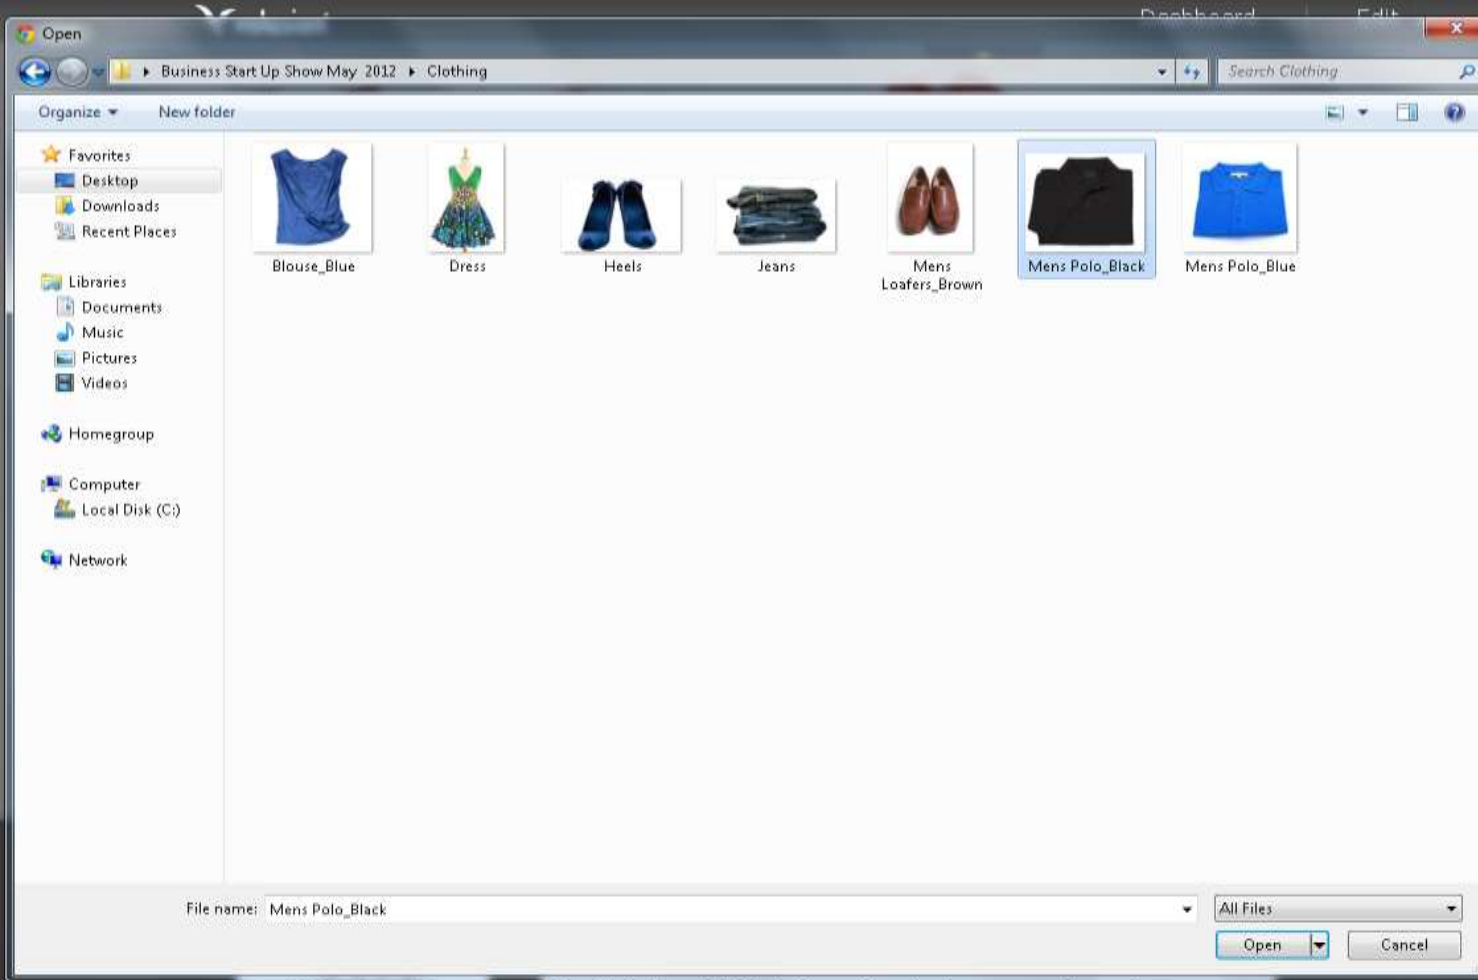 Dashboard
Edit
Open
Business Start Up Show May 2012
Clothing
Search Clothing
Organize
New folder
Favorites
Desktop
Downloads
Recent Places
Libraries
Documents
Music
Pictures
Videos
Homegroup
Computer
Local Disk (C:)
Network
Blouse_Blue
Dress
Heels
Jeans
Mens
Loafers_Brown
Mens Polo_Black
Mens Polo_Blue
File name: Mens Polo_Black
All Files
Open
Cancel